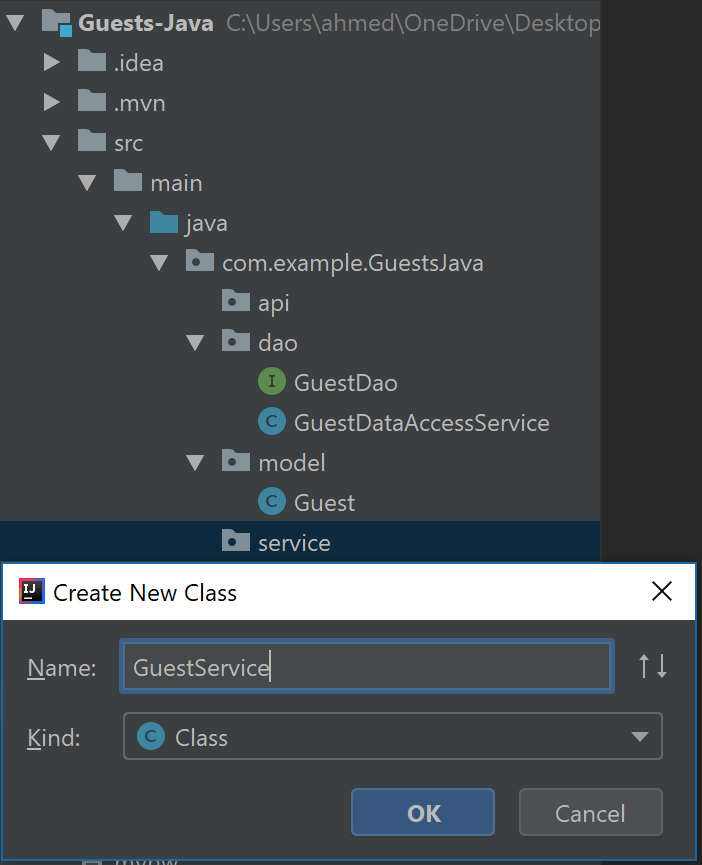 Guests-Java C:\Users\ahmed\OneDrive\Desktop
.idea
.mvn
src
main
java
com.example.GuestsJava
api
dao
I GuestDao
C GuestDataAccessService
model
C Guest
service
IJ Create New Class
Name: GuestService
Kind: C Class
OK Cancel